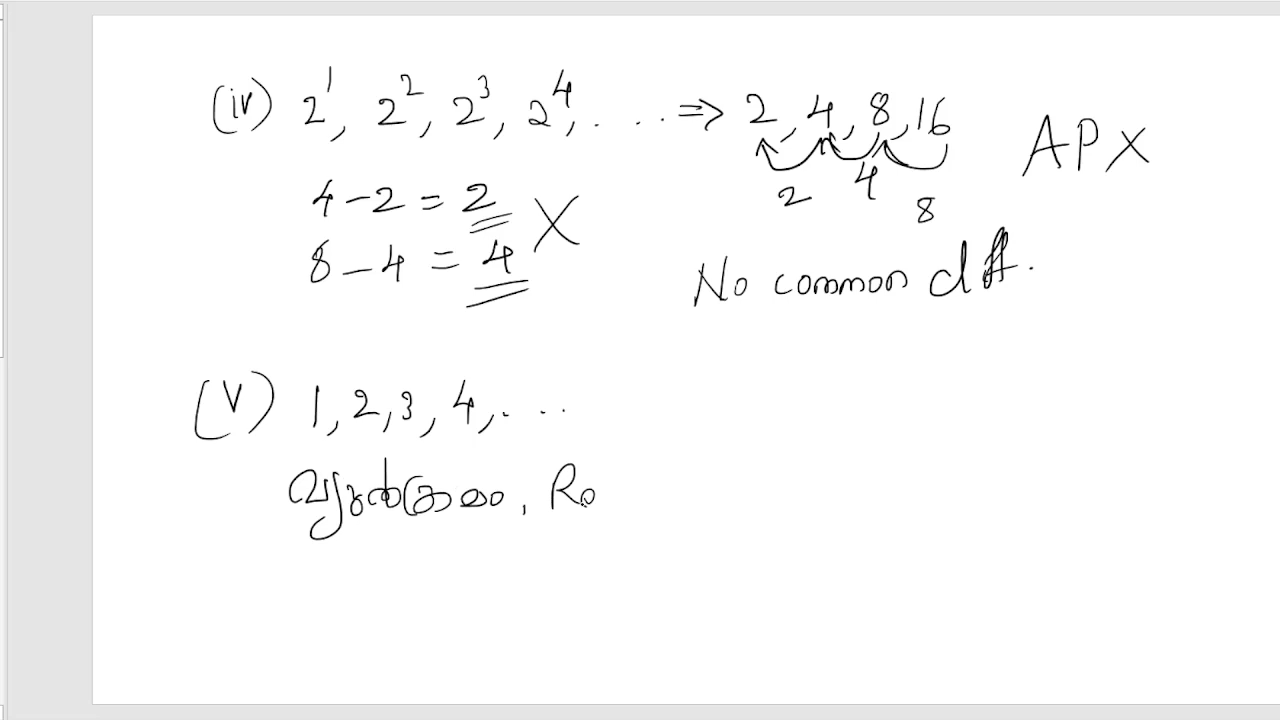 (iv) 2¹, 2², 2³, 2⁴, . . . . ⇒ 2, 4, 8, 16 AP X
2 4 8
4 - 2 = 2 X
8 - 4 = 4
No common diff.
(v) 1, 2, 3, 4, . . .
വ്യുൽക്രമം, Ro